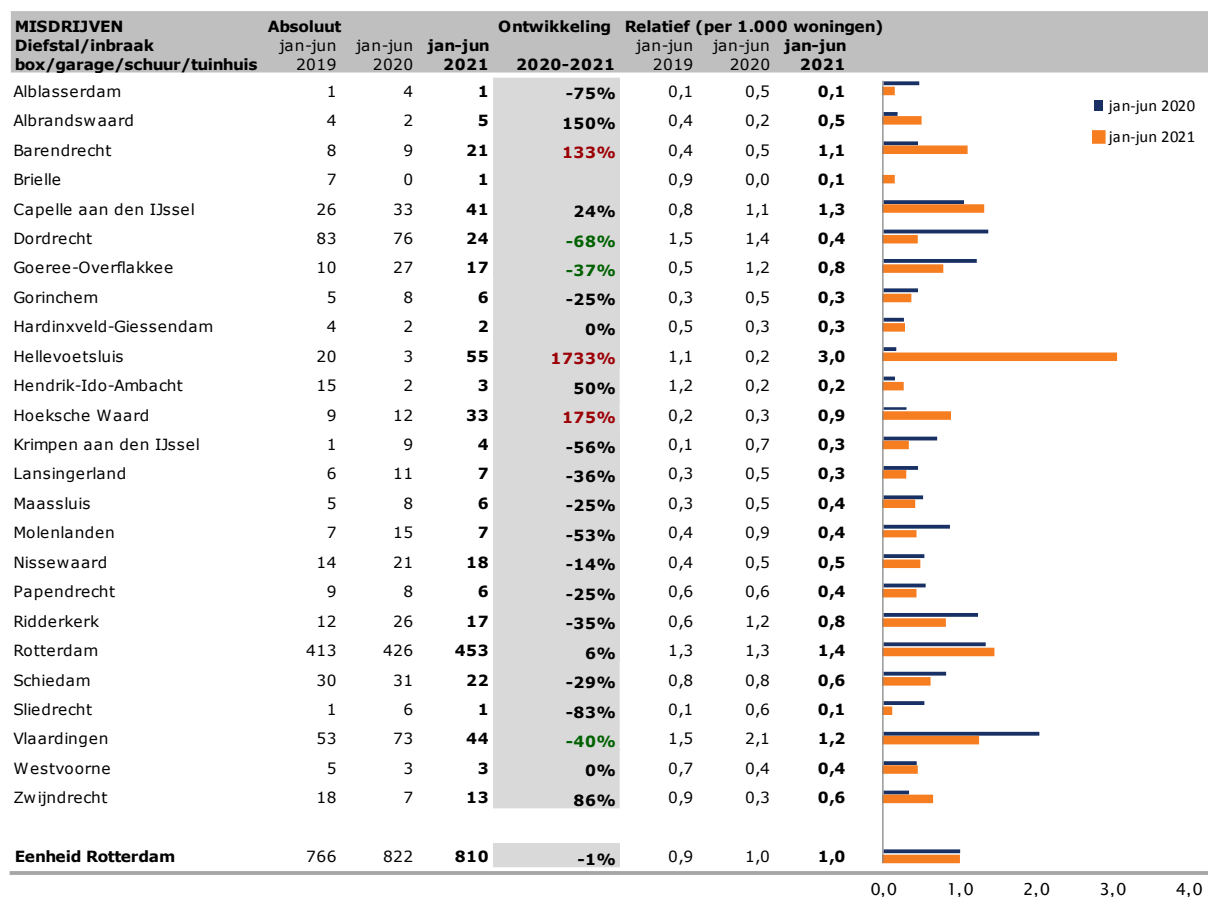 MISDRIJVEN Absoluut Ontwikkeling Relatief (per 1.000 woningen)
Diefstal/inbraak jan-jun jan-jun jan-jun jan-jun jan-jun jan-jun
box/garage/schuur/tuinhuis 2019 2020 2021 2020-2021 2019 2020 2021
Alblasserdam 1 4 1 -75% 0,1 0,5 0,1
Albrandswaard 4 2 5 150% 0,4 0,2 0,5
Barendrecht 8 9 21 133% 0,4 0,5 1,1
Brielle 7 0 1 0,9 0,0 0,1
Capelle aan den IJssel 26 33 41 24% 0,8 1,1 1,3
Dordrecht 83 76 24 -68% 1,5 1,4 0,4
Goeree-Overflakkee 10 27 17 -37% 0,5 1,2 0,8
Gorinchem 5 8 6 -25% 0,3 0,5 0,3
Hardinxveld-Giessendam 4 2 2 0% 0,5 0,3 0,3
Hellevoetsluis 20 3 55 1733% 1,1 0,2 3,0
Hendrik-Ido-Ambacht 15 2 3 50% 1,2 0,2 0,2
Hoeksche Waard 9 12 33 175% 0,2 0,3 0,9
Krimpen aan den IJssel 1 9 4 -56% 0,1 0,7 0,3
Lansingerland 6 11 7 -36% 0,3 0,5 0,3
Maassluis 5 8 6 -25% 0,3 0,5 0,4
Molenlanden 7 15 7 -53% 0,4 0,9 0,4
Nissewaard 14 21 18 -14% 0,4 0,5 0,5
Papendrecht 9 8 6 -25% 0,6 0,6 0,4
Ridderkerk 12 26 17 -35% 0,6 1,2 0,8
Rotterdam 413 426 453 6% 1,3 1,3 1,4
Schiedam 30 31 22 -29% 0,8 0,8 0,6
Sliedrecht 1 6 1 -83% 0,1 0,6 0,1
Vlaardingen 53 73 44 -40% 1,5 2,1 1,2
Westvoorne 5 3 3 0% 0,7 0,4 0,4
Zwijndrecht 18 7 13 86% 0,9 0,3 0,6
Eenheid Rotterdam 766 822 810 -1% 0,9 1,0 1,0
jan-jun 2020
jan-jun 2021
0,0 1,0 2,0 3,0 4,0